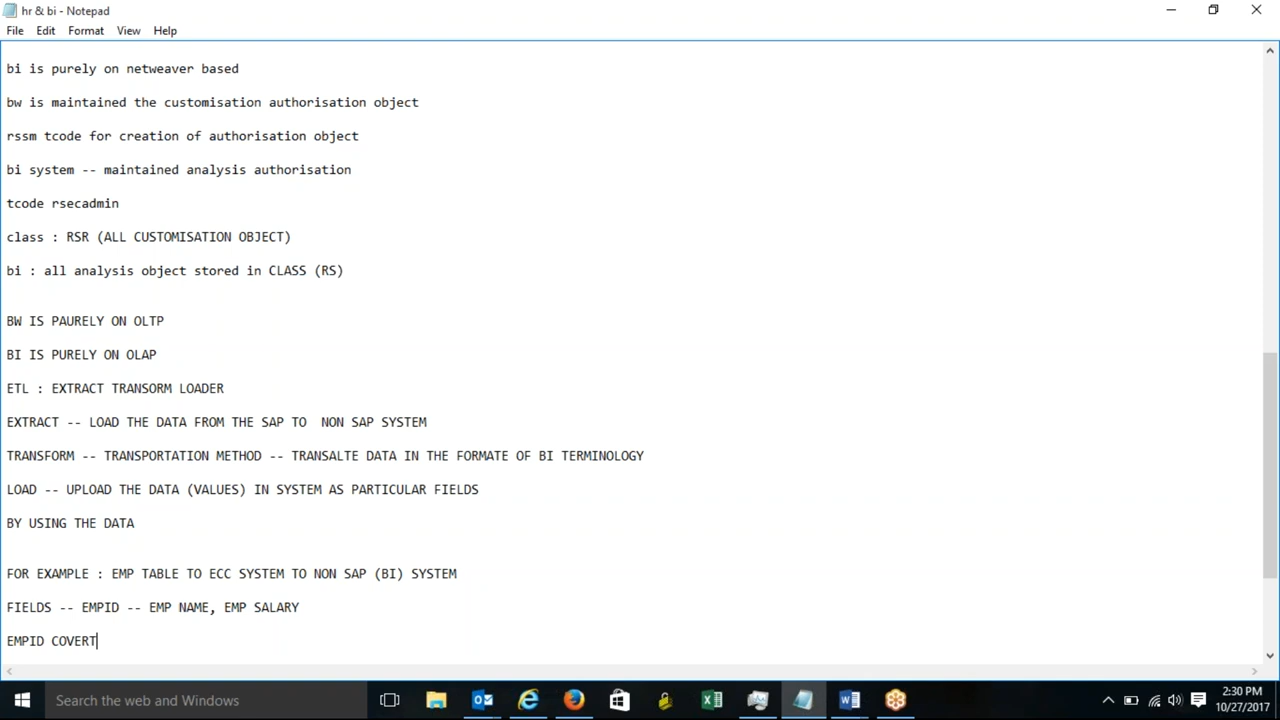 hr & bi - Notepad
File Edit Format View Help
bi is purely on netweaver based
bw is maintained the customisation authorisation object
rssm tcode for creation of authorisation object
bi system -- maintained analysis authorisation
tcode rsecadmin
class : RSR (ALL CUSTOMISATION OBJECT)
bi : all analysis object stored in CLASS (RS)
BW IS PAURELY ON OLTP
BI IS PURELY ON OLAP
ETL : EXTRACT TRANSORM LOADER
EXTRACT -- LOAD THE DATA FROM THE SAP TO  NON SAP SYSTEM
TRANSFORM -- TRANSPORTATION METHOD -- TRANSALTE DATA IN THE FORMATE OF BI TERMINOLOGY
LOAD -- UPLOAD THE DATA (VALUES) IN SYSTEM AS PARTICULAR FIELDS
BY USING THE DATA
FOR EXAMPLE : EMP TABLE TO ECC SYSTEM TO NON SAP (BI) SYSTEM
FIELDS -- EMPID -- EMP NAME, EMP SALARY
EMPID COVERT
Search the web and Windows
2:30 PM
10/27/2017